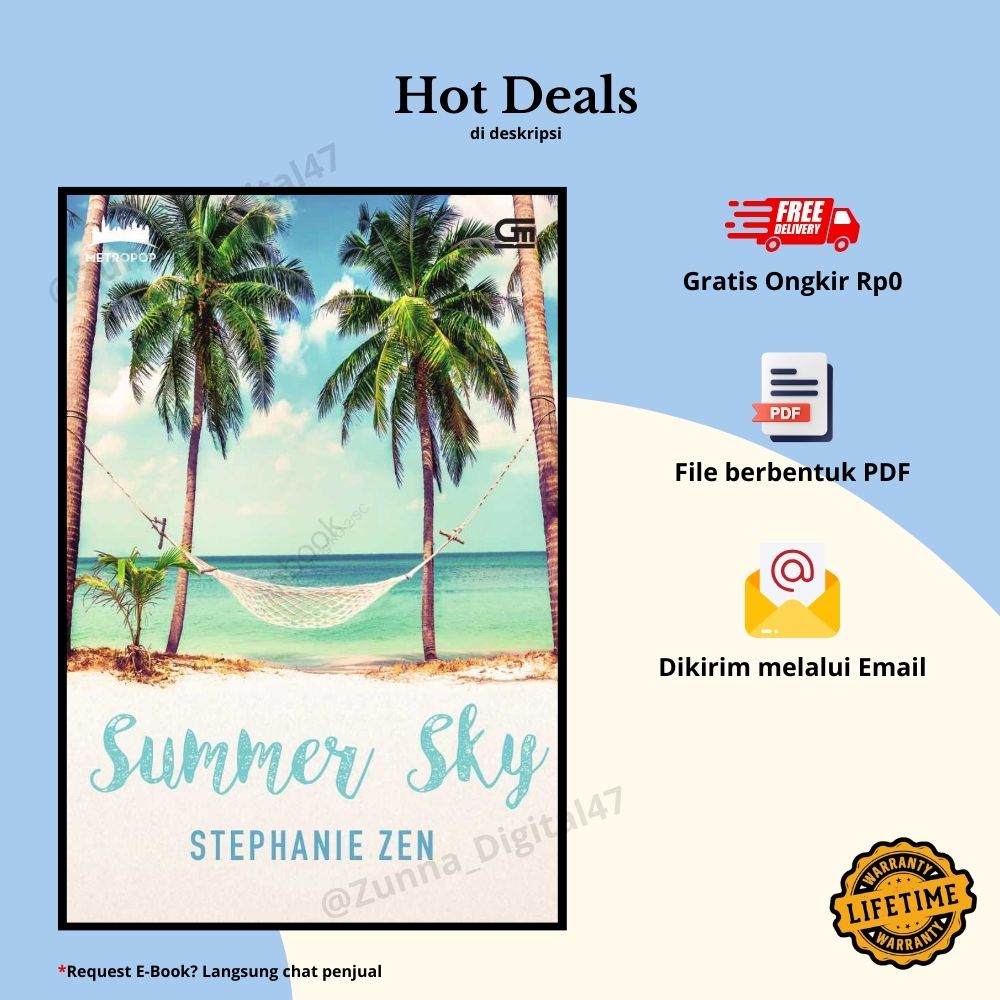 Hot Deals
di deskripsi
METROPOP
GM
FREE
DELIVERY
Gratis Ongkir Rp0
PDF
File berbentuk PDF
@
Dikirim melalui Email
Summer Sky
STEPHANIE ZEN
@Zunna_Digital47
WARRANTY
LIFETIME
WARRANTY
*Request E-Book? Langsung chat penjual